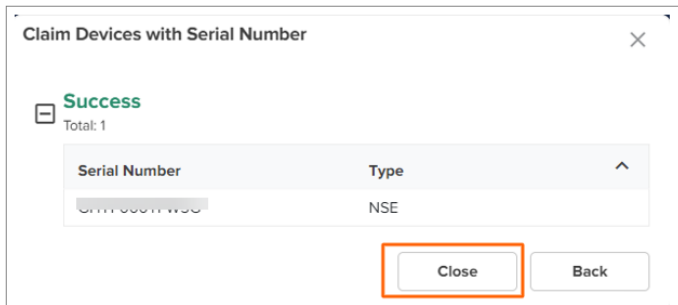 Claim Devices with Serial Number
Success
Total: 1
Serial Number Type
NSE
Close Back